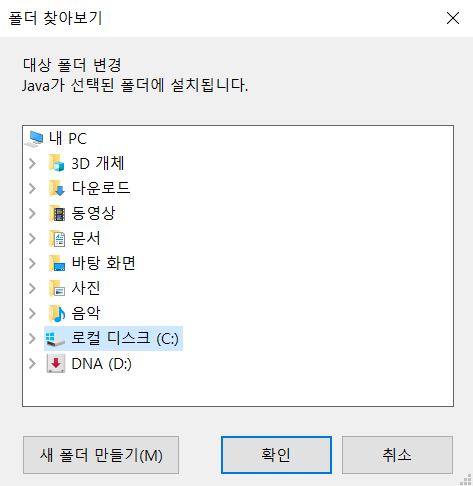 폴더 찾아보기
대상 폴더 변경
Java가 선택된 폴더에 설치됩니다.
내 PC
3D 개체
다운로드
동영상
문서
바탕 화면
사진
음악
로컬 디스크 (C:)
DNA (D:)
새 폴더 만들기(M)
확인
취소